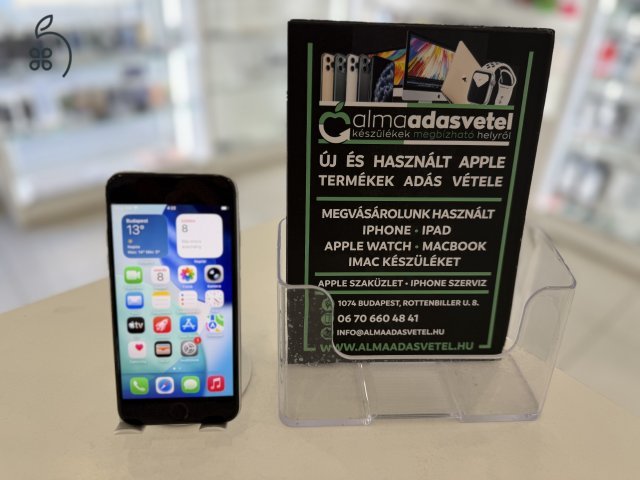 almaadasvetel
készülékek megbízható helyről
ÚJ ÉS HASZNÁLT APPLE
TERMÉKEK ADÁS VÉTELE
MEGVÁSÁROLUNK HASZNÁLT
IPHONE • IPAD
APPLE WATCH • MACBOOK
IMAC KÉSZÜLÉKET
APPLE SZAKÜZLET • IPHONE SZERVIZ
1074 BUDAPEST, ROTTENBILLER U. 8.
06 70 660 48 41
INFO@ALMAADASVETEL.HU
WWW.ALMAADASVETEL.HU
Budapest
13°
8
8
tv